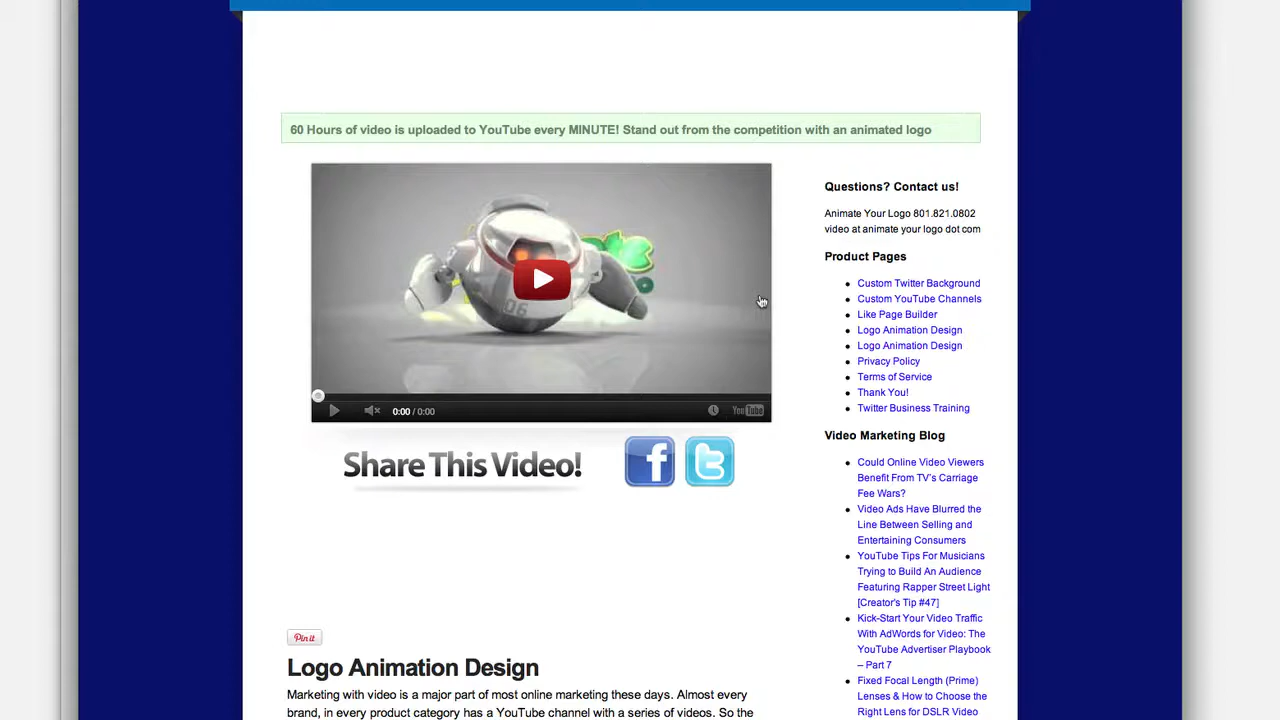 60 Hours of video is uploaded to YouTube every MINUTE! Stand out from the competition with an animated logo
06
0:00 / 0:00
YouTube
Share This Video!
f
t
Pin it
Logo Animation Design
Marketing with video is a major part of most online marketing these days. Almost every
brand, in every product category has a YouTube channel with a series of videos. So the
Questions? Contact us!
Animate Your Logo 801.821.0802
video at animate your logo dot com
Product Pages
Custom Twitter Background
Custom YouTube Channels
Like Page Builder
Logo Animation Design
Logo Animation Design
Privacy Policy
Terms of Service
Thank You!
Twitter Business Training
Video Marketing Blog
Could Online Video Viewers
Benefit From TV's Carriage
Fee Wars?
Video Ads Have Blurred the
Line Between Selling and
Entertaining Consumers
YouTube Tips For Musicians
Trying to Build An Audience
Featuring Rapper Street Light
[Creator's Tip #47]
Kick-Start Your Video Traffic
With AdWords for Video: The
YouTube Advertiser Playbook
– Part 7
Fixed Focal Length (Prime)
Lenses & How to Choose the
Right Lens for DSLR Video